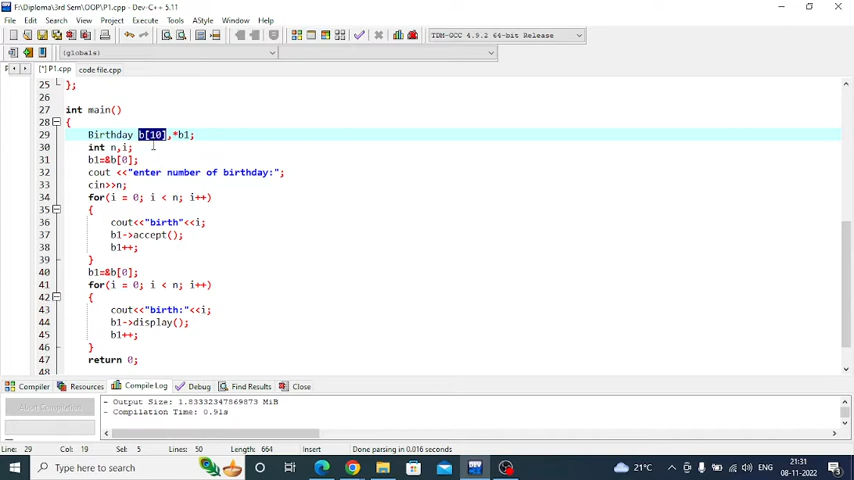 F:\Diploma\3rd Sem\OOP\P1.cpp - Dev-C++ 5.11
File Edit Search View Project Execute Tools AStyle Window Help
TDM-GCC 4.9.2 64-bit Release
(globals)
[*] P1.cpp code file.cpp
25 };
26
27 int main()
28 {
29 Birthday b[10],*b1;
30 int n,i;
31 b1=&b[0];
32 cout <<"enter number of birthday:";
33 cin>>n;
34 for(i = 0; i < n; i++)
35 {
36 cout<<"birth"<<i;
37 b1->accept();
38 b1++;
39 }
40 b1=&b[0];
41 for(i = 0; i < n; i++)
42 {
43 cout<<"birth:"<<i;
44 b1->display();
45 b1++;
46 }
47 return 0;
48
Compiler Resources Compile Log Debug Find Results Close
Abort Compilation
- Output Size: 1.83332347869873 MiB
- Compilation Time: 0.91s
Line: 29 Col: 19 Sel: 5 Lines: 50 Length: 664 Insert Done parsing in 0.016 seconds
Type here to search
21°C ENG 21:31 08-11-2022 3